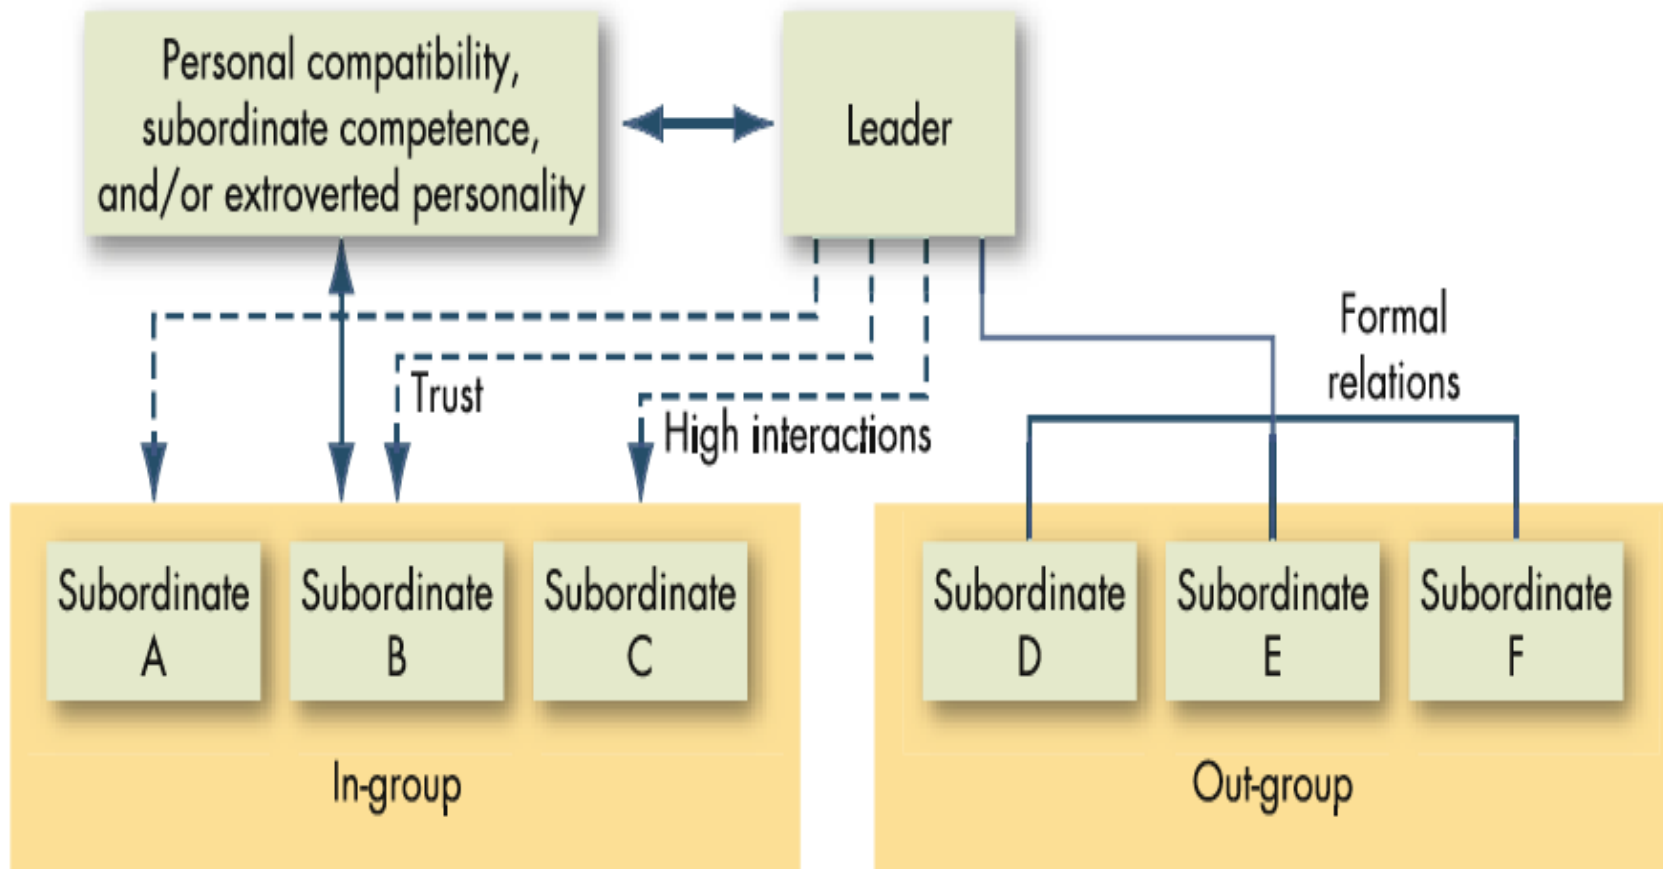 Personal compatibility,
subordinate competence,
and/or extroverted personality
Leader
Formal
relations
Trust
High interactions
Subordinate
A
Subordinate
B
Subordinate
C
In-group
Subordinate
D
Subordinate
E
Subordinate
F
Out-group